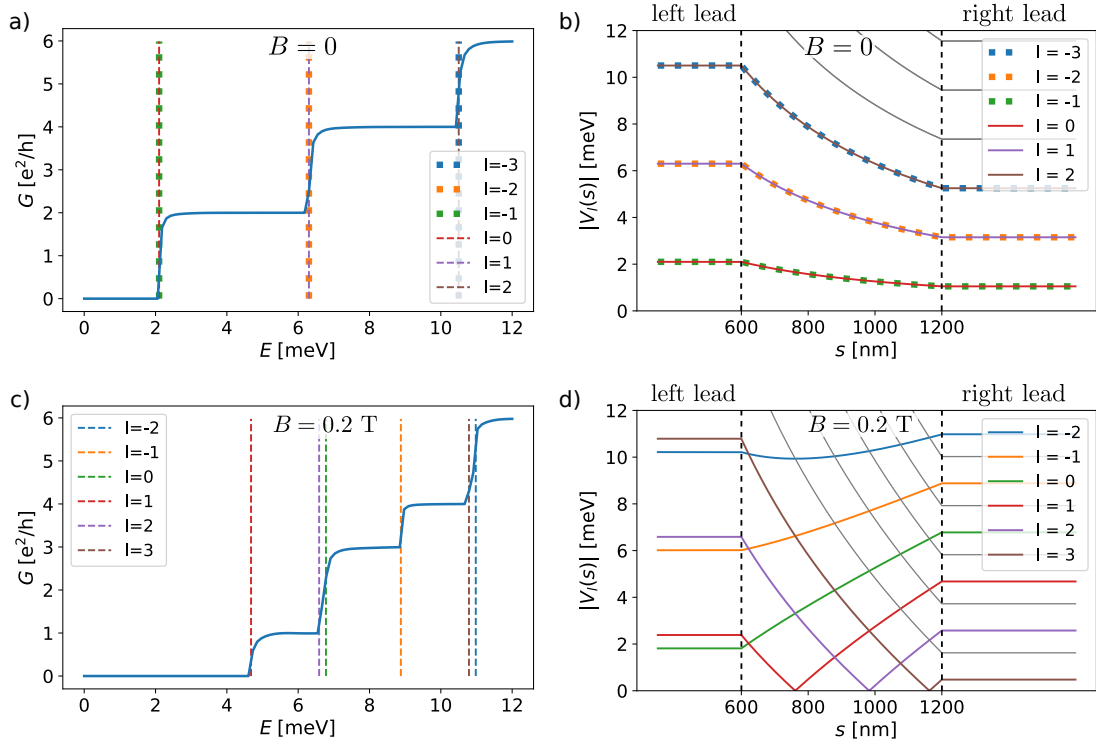 a)
B = 0
G [e²/h]
6
5
4
3
2
1
0
0 2 4 6 8 10 12
E [meV]
l=-3
l=-2
l=-1
l=0
l=1
l=2
b)
left lead
right lead
B = 0
|Vₗ(s)| [meV]
12
10
8
6
4
2
0
600 800 1000 1200
s [nm]
l = -3
l = -2
l = -1
l = 0
l = 1
l = 2
c)
B = 0.2 T
G [e²/h]
6
5
4
3
2
1
0
0 2 4 6 8 10 12
E [meV]
l=-2
l=-1
l=0
l=1
l=2
l=3
d)
left lead
right lead
B = 0.2 T
|Vₗ(s)| [meV]
12
10
8
6
4
2
0
600 800 1000 1200
s [nm]
l = -2
l = -1
l = 0
l = 1
l = 2
l = 3